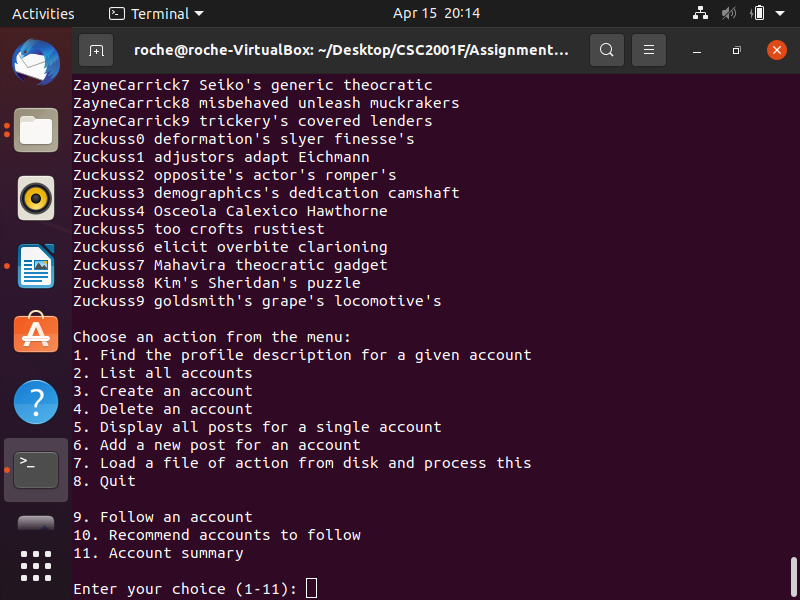 Activities
Terminal
Apr 15 20:14
roche@roche-VirtualBox: ~/Desktop/CSC2001F/Assignment...
ZayneCarrick7 Seiko's generic theocratic
ZayneCarrick8 misbehaved unleash muckrakers
ZayneCarrick9 trickery's covered lenders
Zuckuss0 deformation's slyer finesse's
Zuckuss1 adjustors adapt Eichmann
Zuckuss2 opposite's actor's romper's
Zuckuss3 demographics's dedication camshaft
Zuckuss4 Osceola Calexico Hawthorne
Zuckuss5 too crofts rustiest
Zuckuss6 elicit overbite clarioning
Zuckuss7 Mahavira theocratic gadget
Zuckuss8 Kim's Sheridan's puzzle
Zuckuss9 goldsmith's grape's locomotive's
Choose an action from the menu:
1. Find the profile description for a given account
2. List all accounts
3. Create an account
4. Delete an account
5. Display all posts for a single account
6. Add a new post for an account
7. Load a file of action from disk and process this
8. Quit
9. Follow an account
10. Recommend accounts to follow
11. Account summary
Enter your choice (1-11):